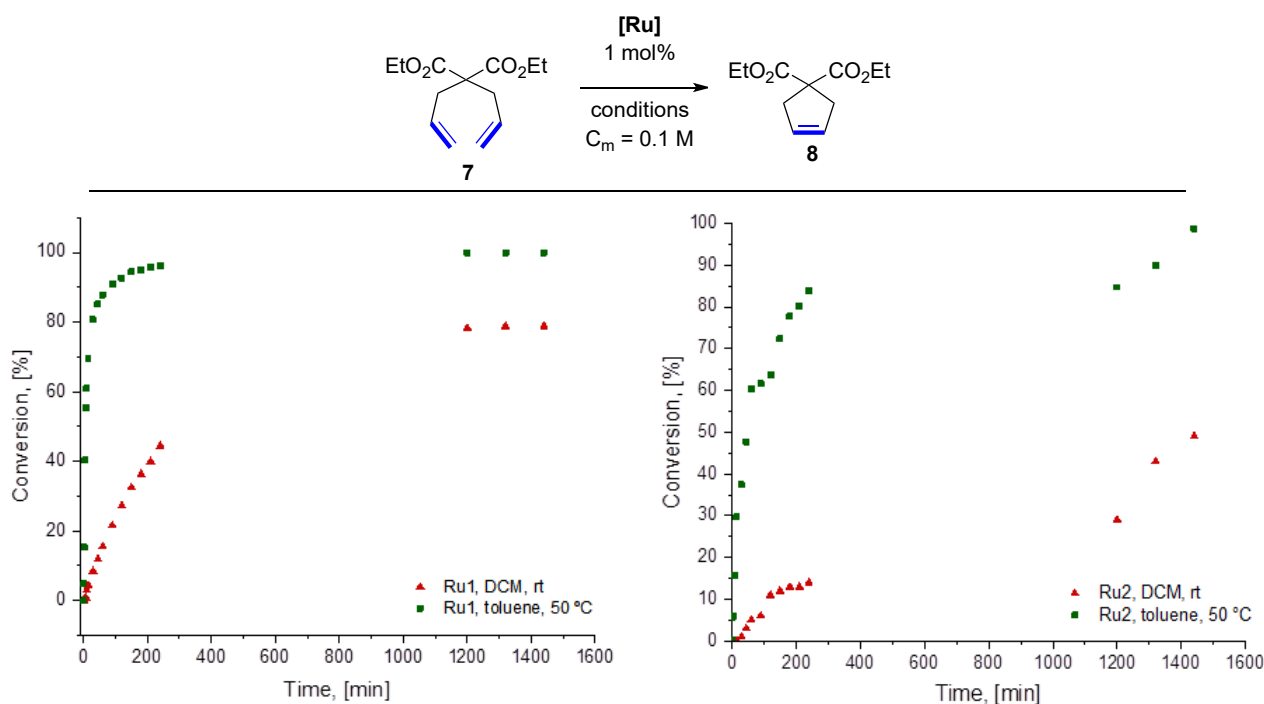 [Ru]
1 mol%
conditions
Cₘ = 0.1 M
EtO₂C CO₂Et
7
EtO₂C CO₂Et
8
Conversion, [%]
100
80
60
40
20
0
0 200 400 600 800 1000 1200 1400 1600
Time, [min]
Ru1, DCM, rt
Ru1, toluene, 50 ºC
Conversion, [%]
100
90
80
70
60
50
40
30
20
10
0
0 200 400 600 800 1000 1200 1400 1600
Time, [min]
Ru2, DCM, rt
Ru2, toluene, 50 °C